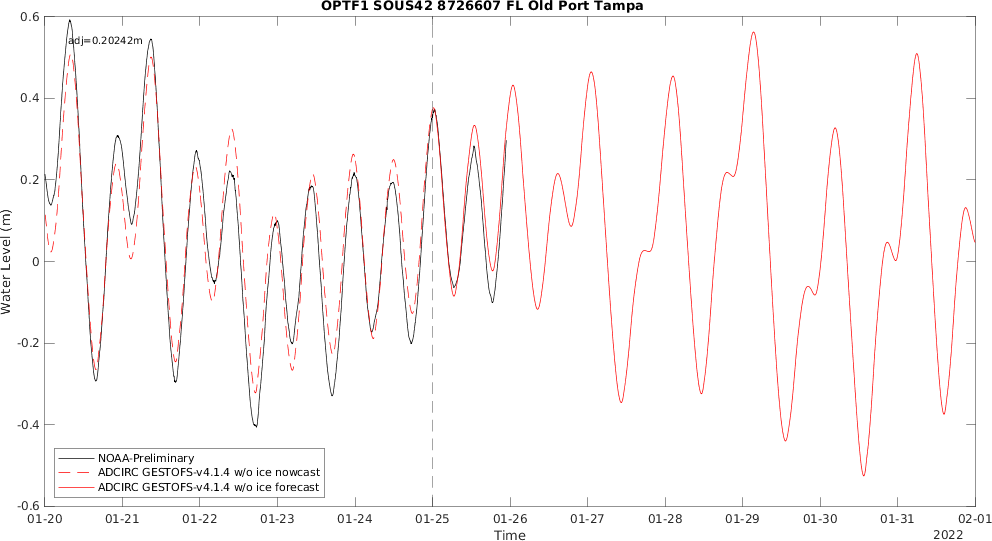 OPTF1 SOUS42 8726607 FL Old Port Tampa
adj=0.20242m
Water Level (m)
0.6
0.4
0.2
0
-0.2
-0.4
-0.6
NOAA-Preliminary
ADCIRC GESTOFS-v4.1.4 w/o ice nowcast
ADCIRC GESTOFS-v4.1.4 w/o ice forecast
01-20 01-21 01-22 01-23 01-24 01-25 01-26 01-27 01-28 01-29 01-30 01-31 02-01
Time
2022